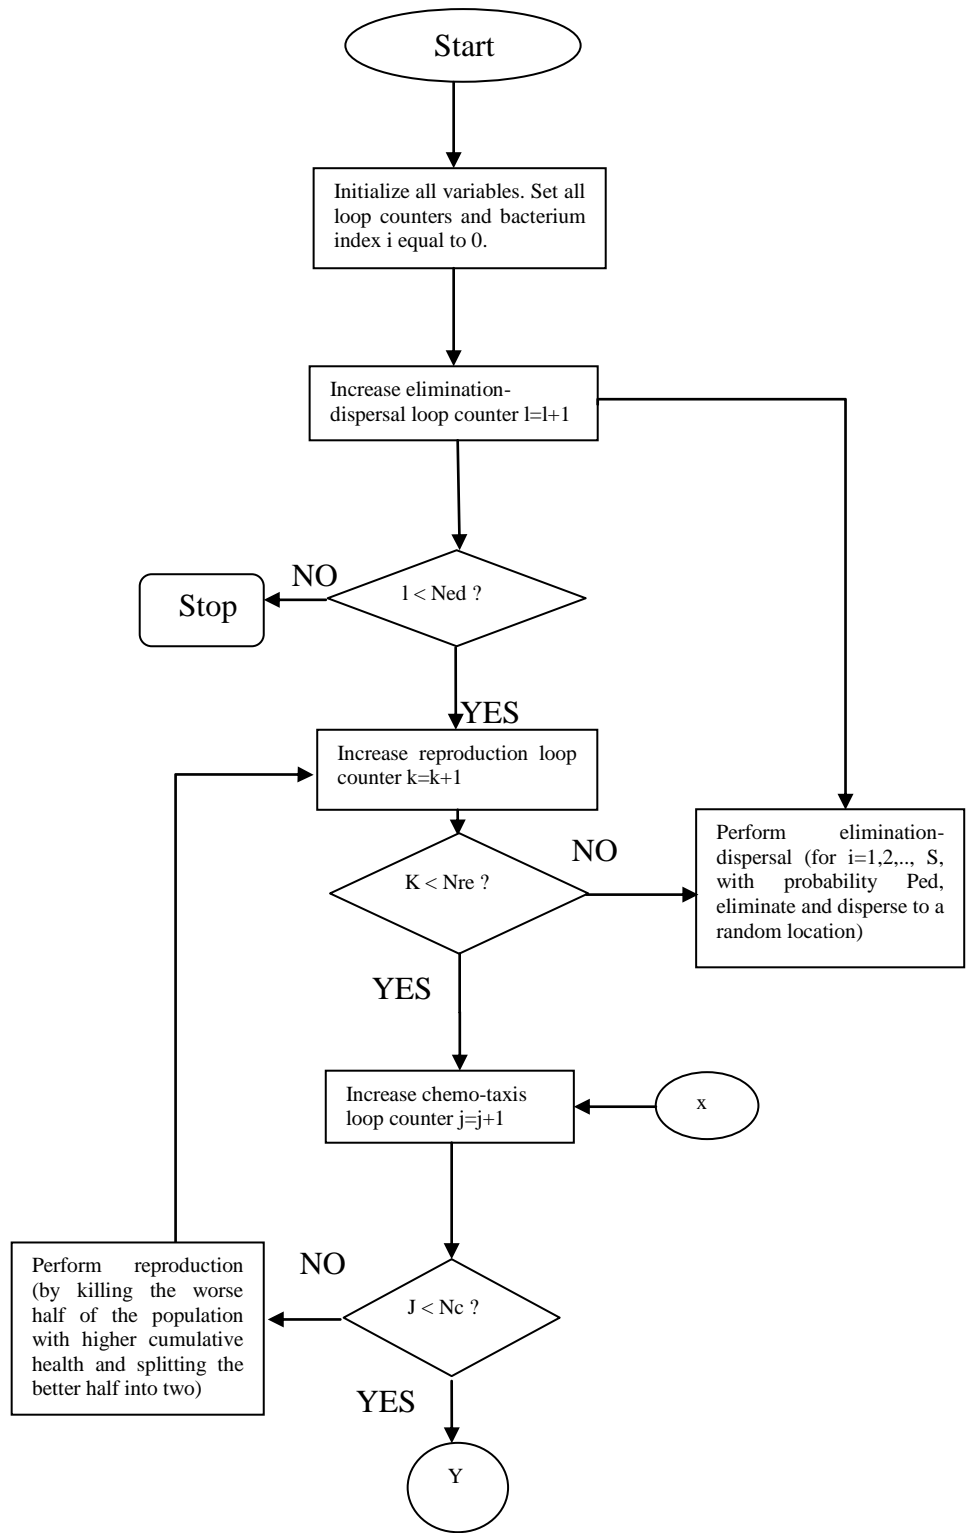 Start
Initialize all variables. Set all
loop counters and bacterium
index i equal to 0.
Increase elimination-
dispersal loop counter l=l+1
NO
l < Ned ?
Stop
YES
Increase reproduction loop
counter k=k+1
NO
K < Nre ?
Perform elimination-
dispersal (for i=1,2,.., S,
with probability Ped,
eliminate and disperse to a
random location)
YES
Increase chemo-taxis
loop counter j=j+1
x
Perform reproduction
(by killing the worse
half of the population
with higher cumulative
health and splitting the
better half into two)
NO
J < Nc ?
YES
Y